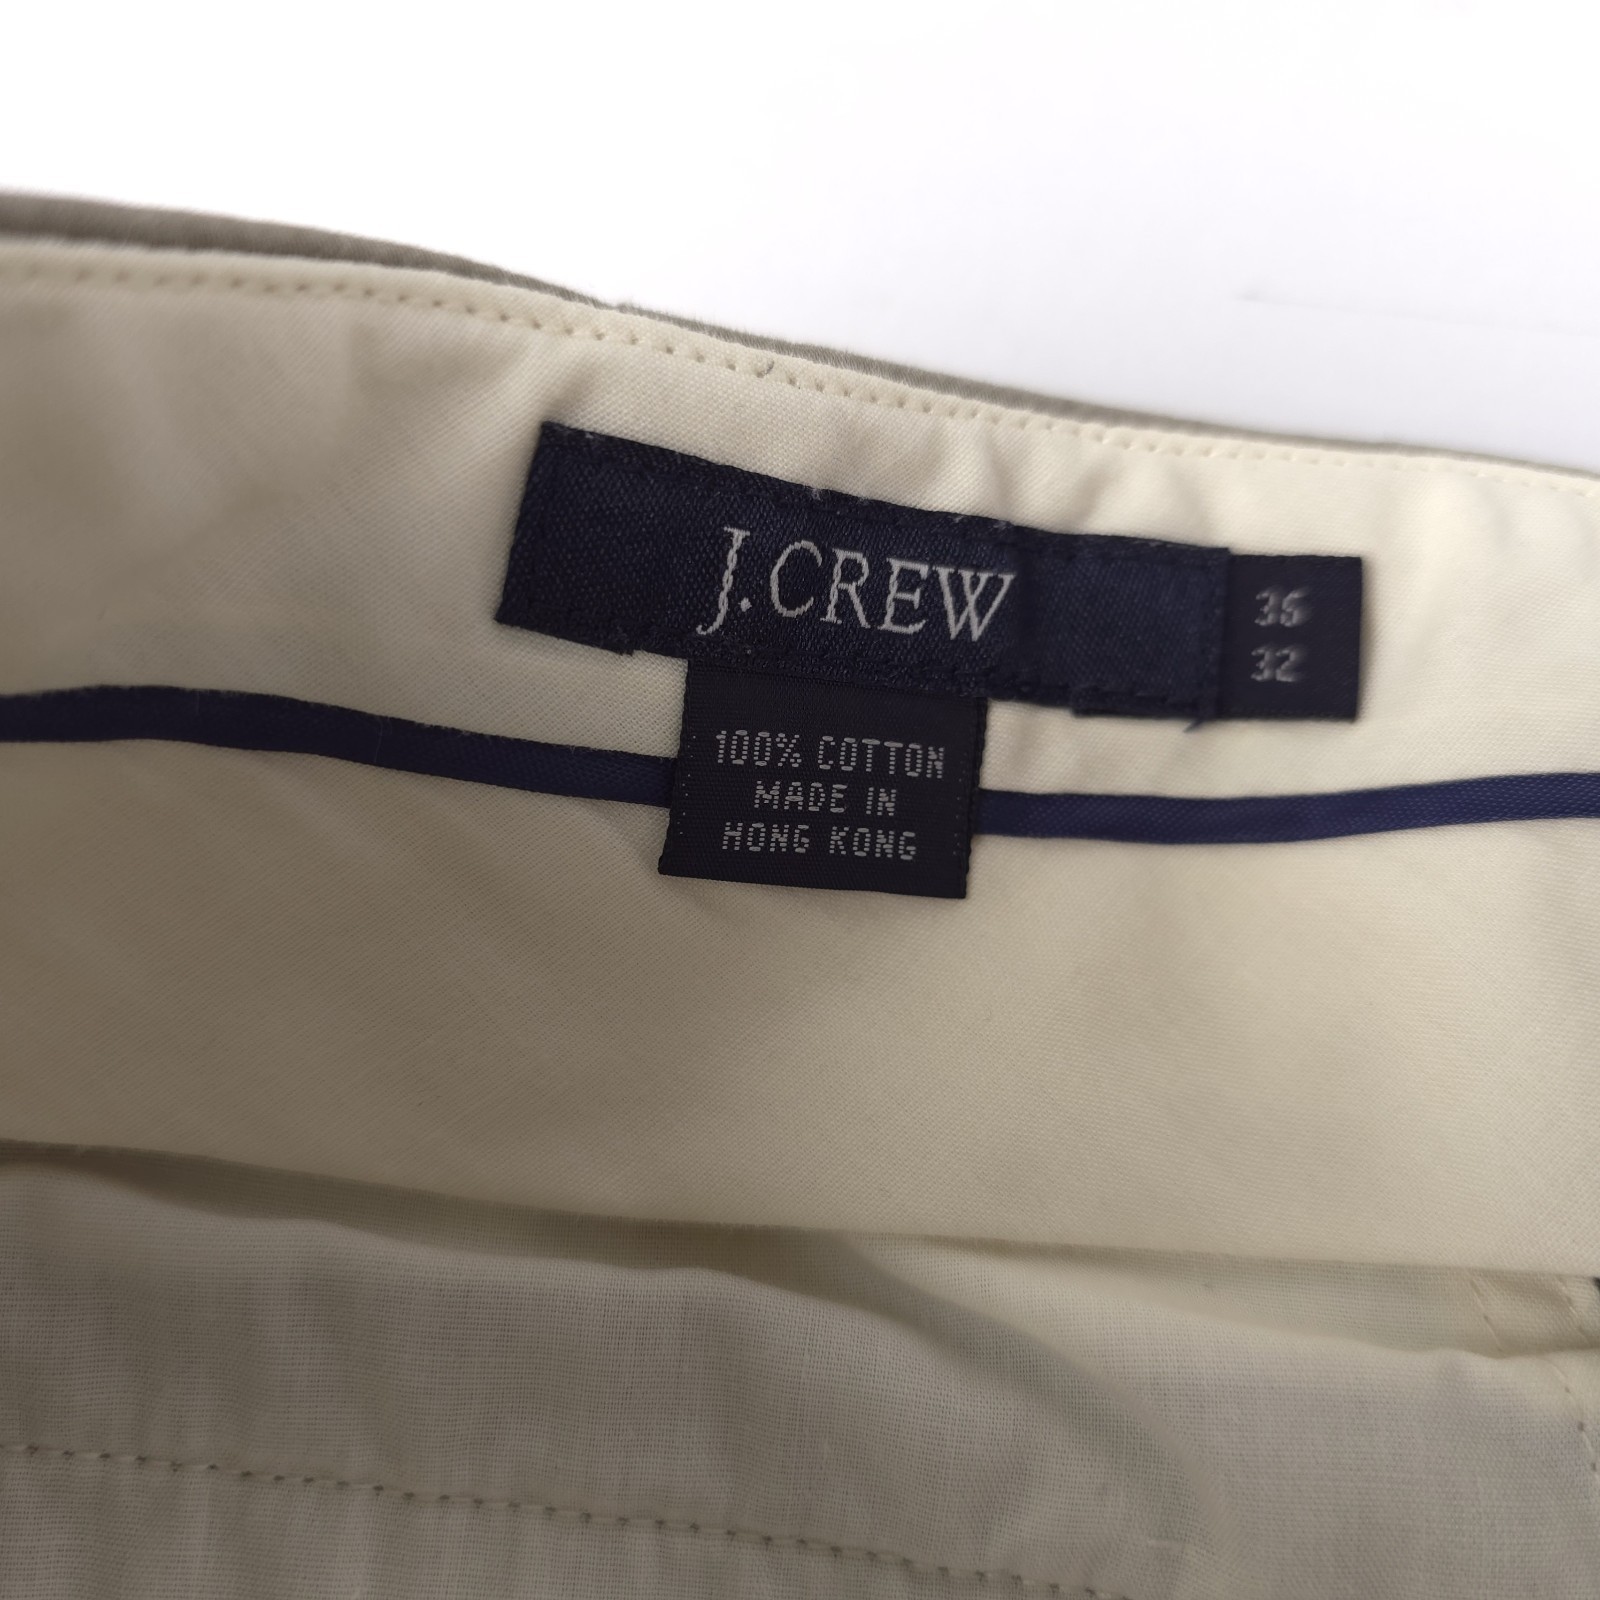 J.CREW
36
32
100% COTTON
MADE IN
HONG KONG